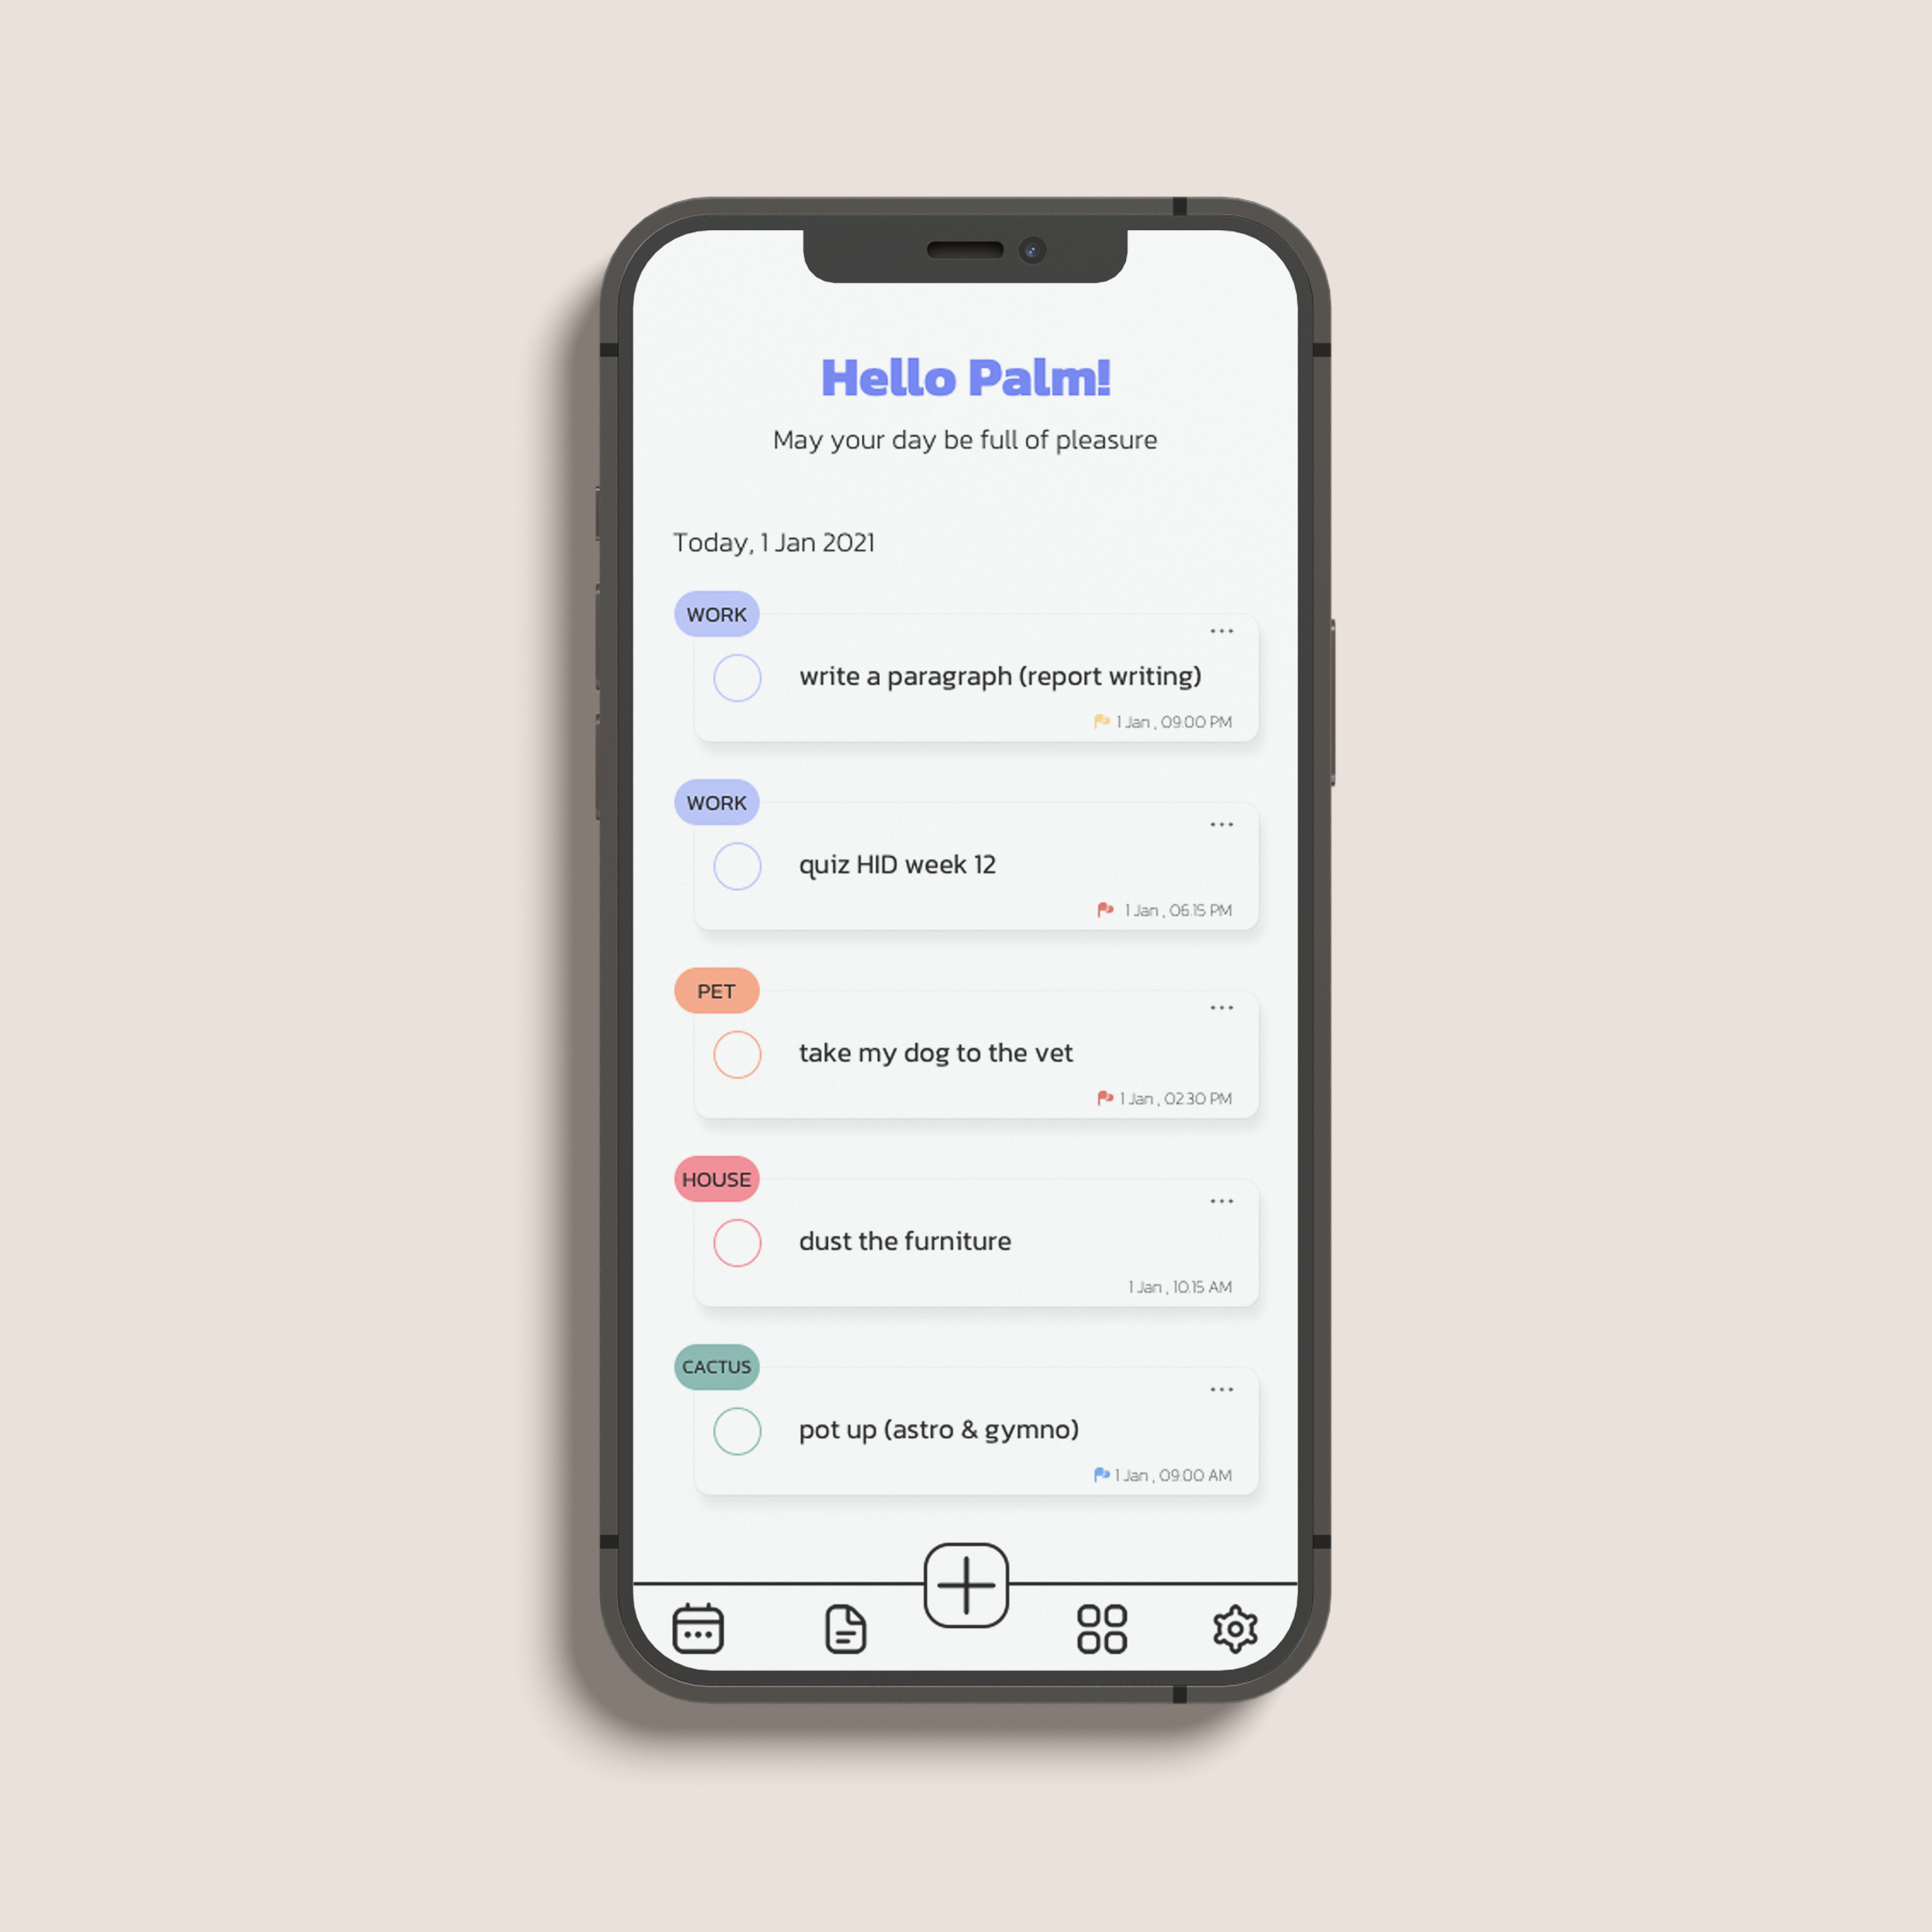 Hello Palm!
May your day be full of pleasure
Today, 1 Jan 2021
WORK
write a paragraph (report writing)
1 Jan , 09.00 PM
WORK
quiz HID week 12
1 Jan , 06.15 PM
PET
take my dog to the vet
1 Jan , 02.30 PM
HOUSE
dust the furniture
1 Jan , 10.15 AM
CACTUS
pot up (astro & gymno)
1 Jan , 09.00 AM